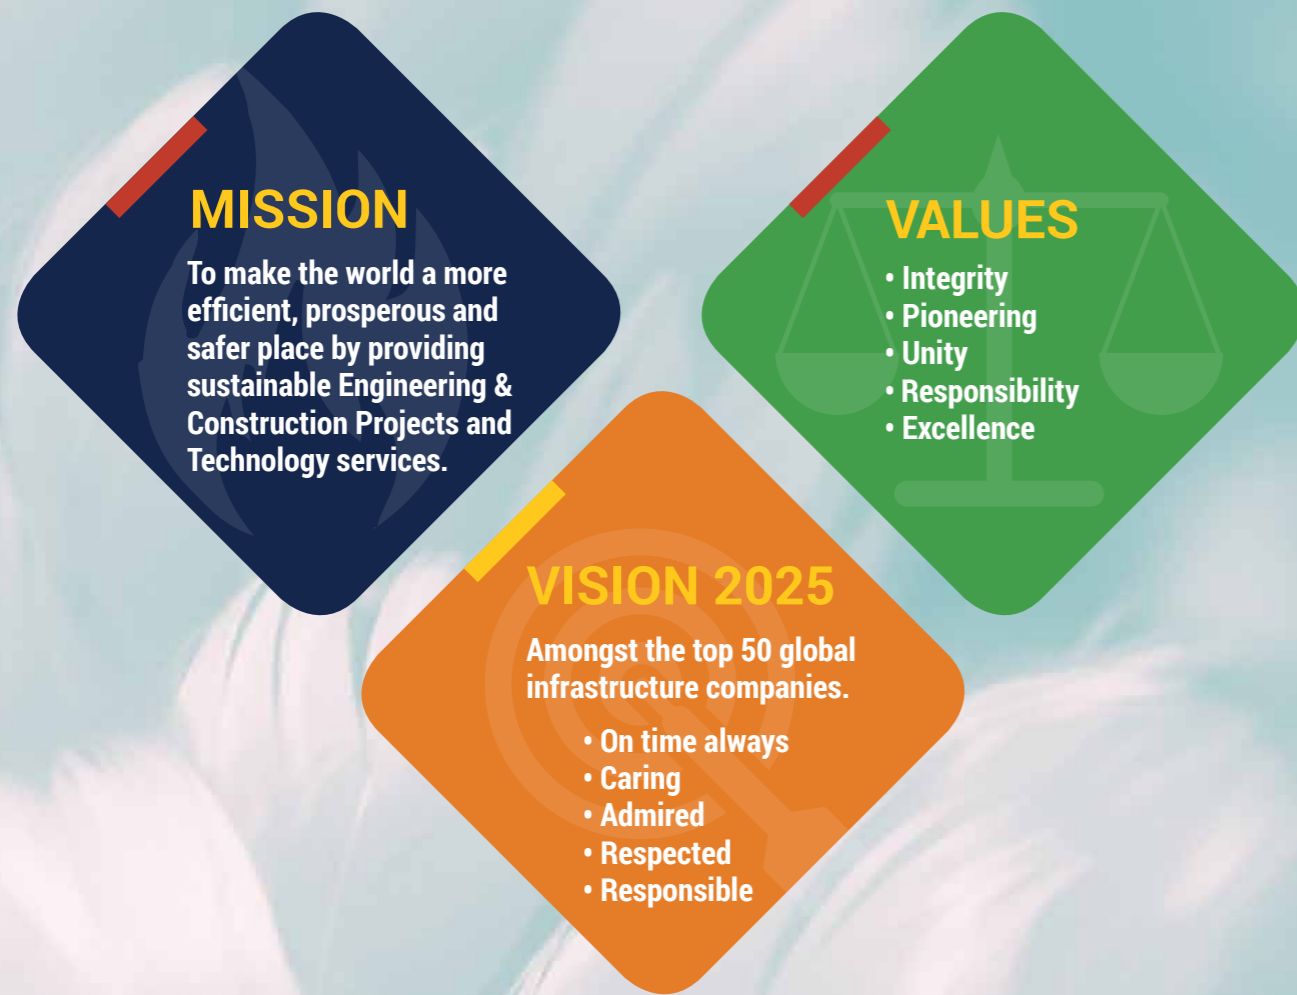 MISSION
To make the world a more
efficient, prosperous and
safer place by providing
sustainable Engineering &
Construction Projects and
Technology services.
VALUES
• Integrity
• Pioneering
• Unity
• Responsibility
• Excellence
VISION 2025
Amongst the top 50 global
infrastructure companies.
• On time always
• Caring
• Admired
• Respected
• Responsible